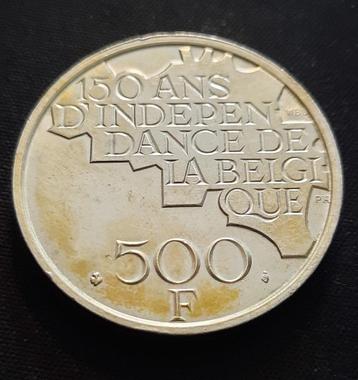 150 ANS
D'INDEPEN
DANCE DE
LA BELGI
QUE
500
F